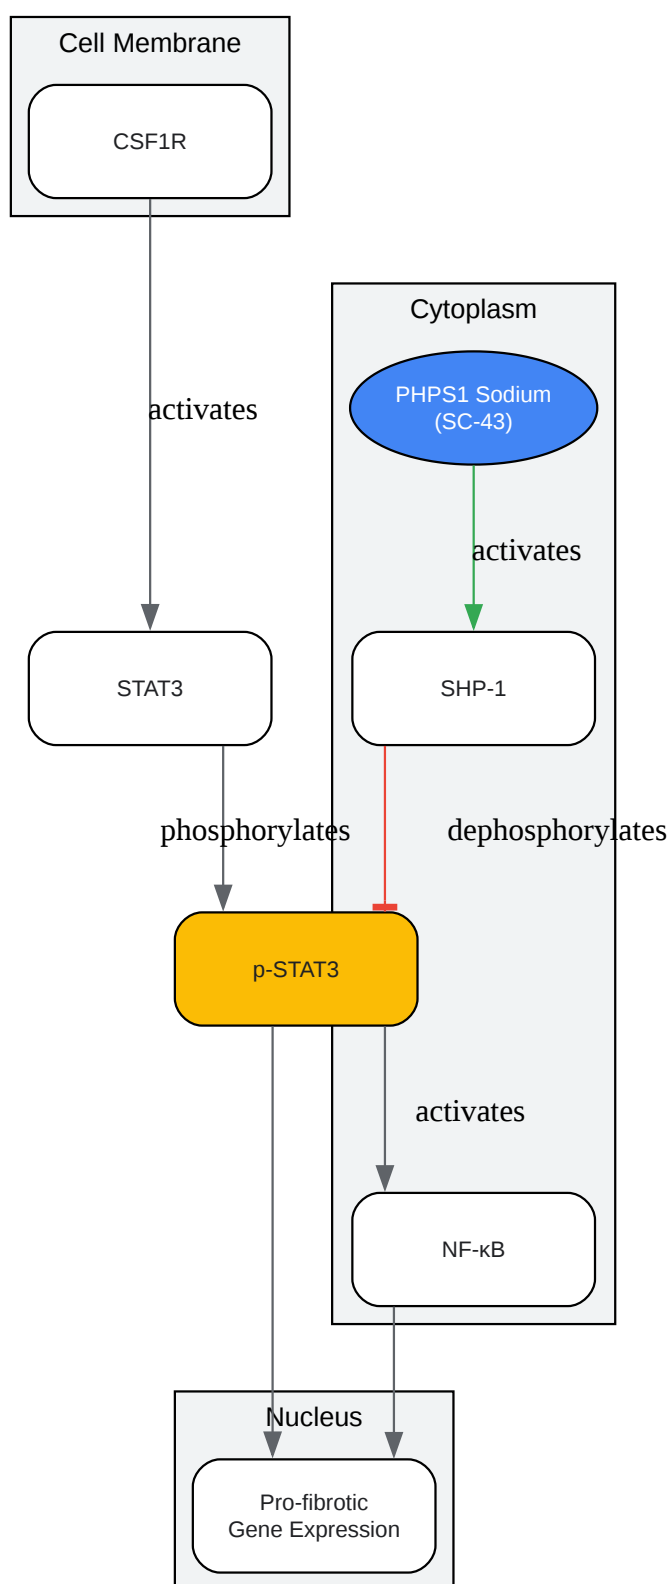 Cell Membrane
CSF1R
Cytoplasm
PHPS1 Sodium
(SC-43)
activates
activates
STAT3
SHP-1
phosphorylates
dephosphorylates
p-STAT3
activates
NF-κB
Nucleus
Pro-fibrotic
Gene Expression